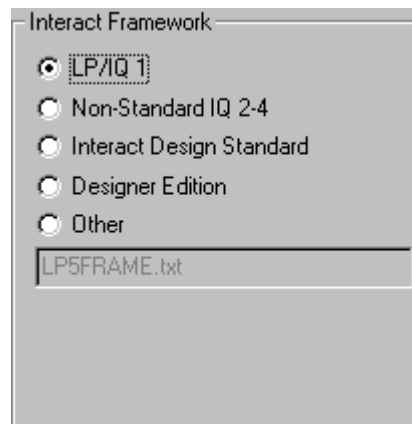 Interact Framework
LP/IQ 1
Non-Standard IQ 2-4
Interact Design Standard
Designer Edition
Other
LP5FRAME.txt